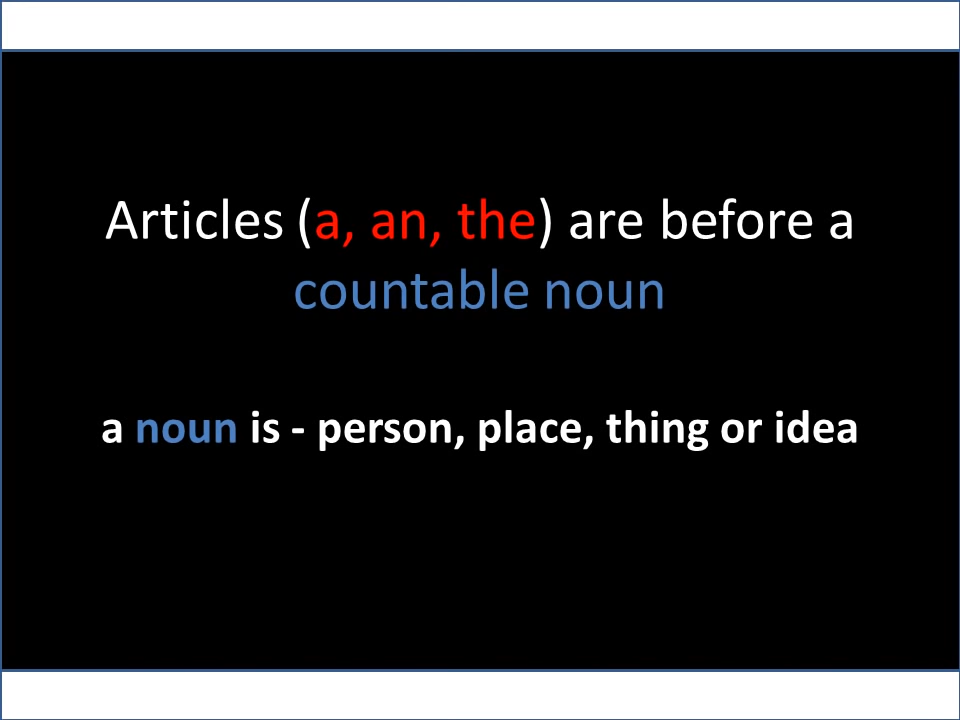 Articles (a, an, the) are before a
countable noun
a noun is - person, place, thing or idea